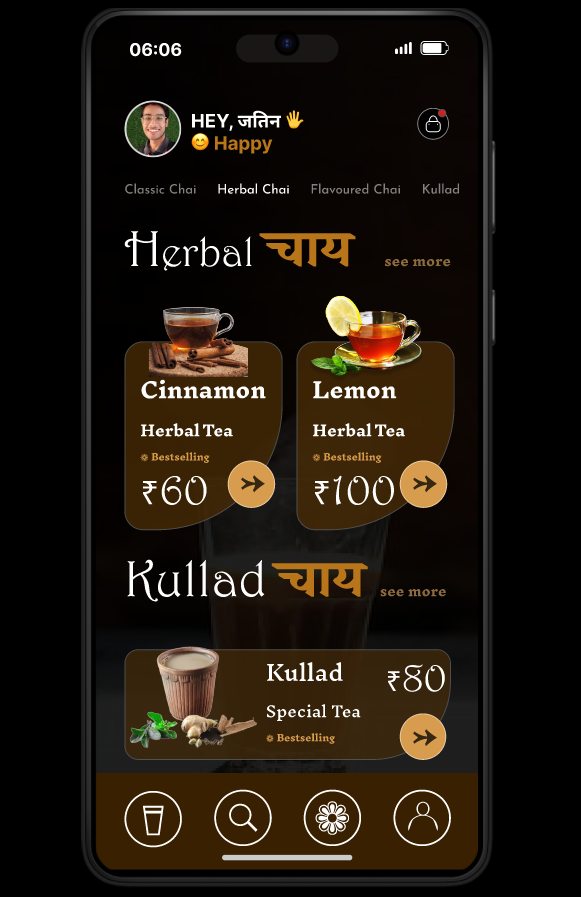 06:06
HEY, जतिन 🖐
😊 Happy
Classic Chai Herbal Chai Flavoured Chai Kullad
Herbal चाय see more
Cinnamon
Herbal Tea
Bestselling
₹60
Lemon
Herbal Tea
Bestselling
₹100
Kullad चाय see more
Kullad ₹80
Special Tea
Bestselling